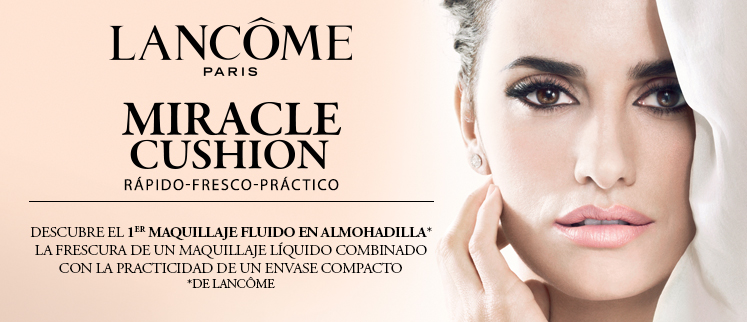 LANCÔME
PARIS
MIRACLE
CUSHION
RÁPIDO-FRESCO-PRÁCTICO
DESCUBRE EL 1ER MAQUILLAJE FLUIDO EN ALMOHADILLA*
LA FRESCURA DE UN MAQUILLAJE LÍQUIDO COMBINADO
CON LA PRACTICIDAD DE UN ENVASE COMPACTO
*DE LANCÔME